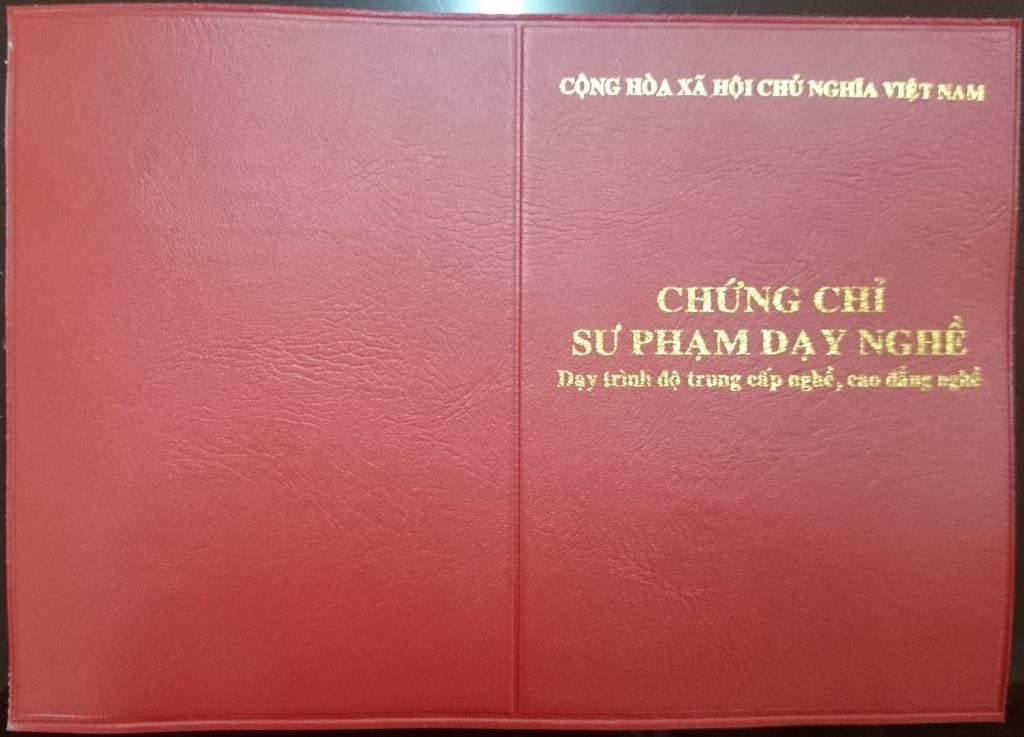 CỘNG HÒA XÃ HỘI CHỦ NGHĨA VIỆT NAM
CHỨNG CHỈ
SƯ PHẠM DẠY NGHỀ
Dạy trình độ trung cấp nghề, cao đẳng nghề